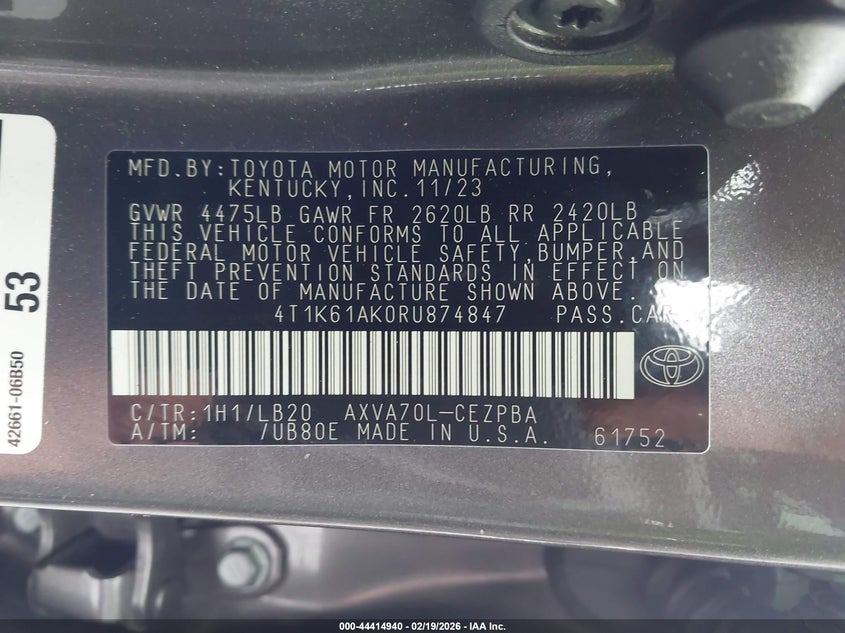 MFD.BY:TOYOTA MOTOR MANUFACTURING,
KENTUCKY,INC.11/23
GVWR 4475LB GAWR FR 2620LB RR 2420LB
THIS VEHICLE CONFORMS TO ALL APPLICABLE
FEDERAL MOTOR VEHICLE SAFETY,BUMPER,AND
THEFT PREVENTION STANDARDS IN EFFECT ON
THE DATE OF MANUFACTURE SHOWN ABOVE.
4T1K61AK0RU874847 PASS.CAR
C/TR:1H1/LB20 AXVA70L-CEZPBA
A/TM: /UB80E MADE IN U.S.A. 61752
53
42661-06B50
000-44414940 - 02/19/2026 - IAA Inc.